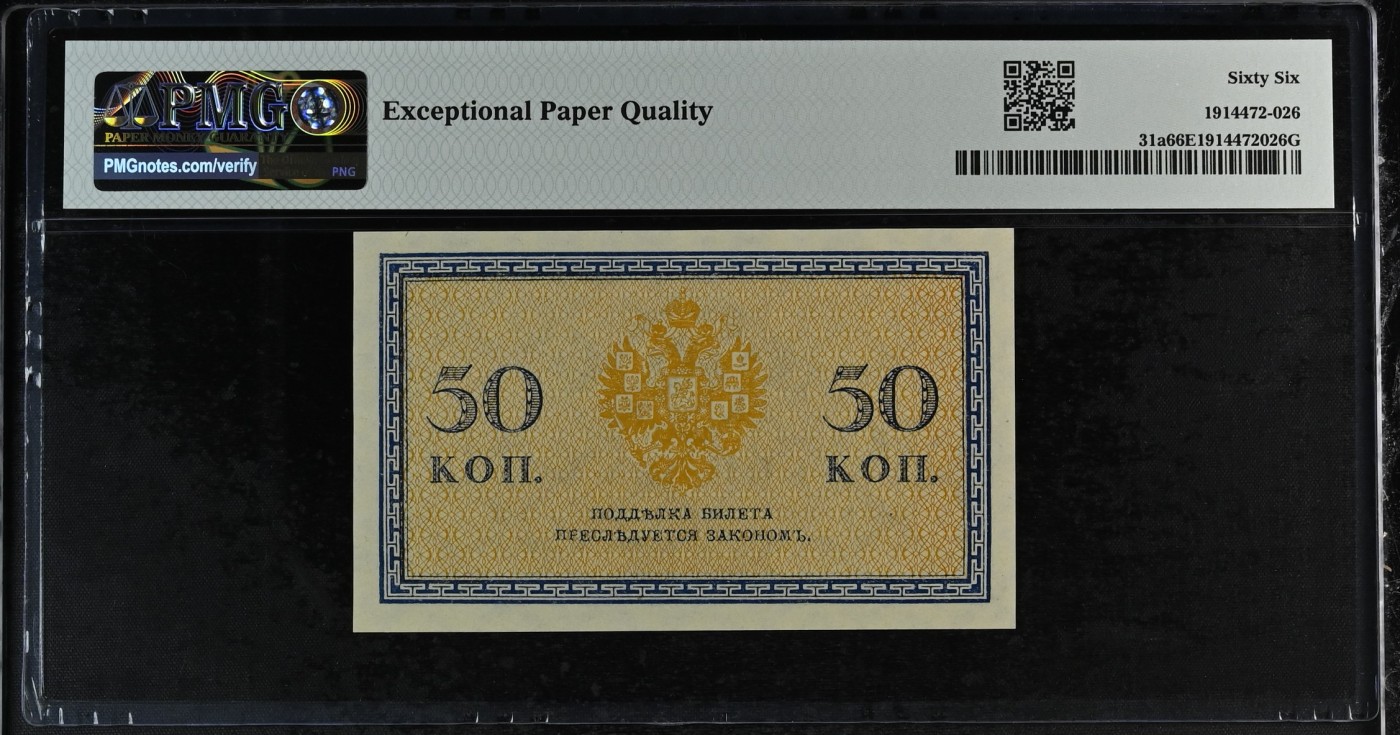 PMG
PAPER MONEY GUARANTY
PMGnotes.com/verify
PNG
Exceptional Paper Quality
Sixty Six
1914472-026
31a66E1914472026G
50
КОП.
50
КОП.
ПОДДѢЛКА БИЛЕТА
ПРЕСЛѢДУЕТСЯ ЗАКОНОМЪ.